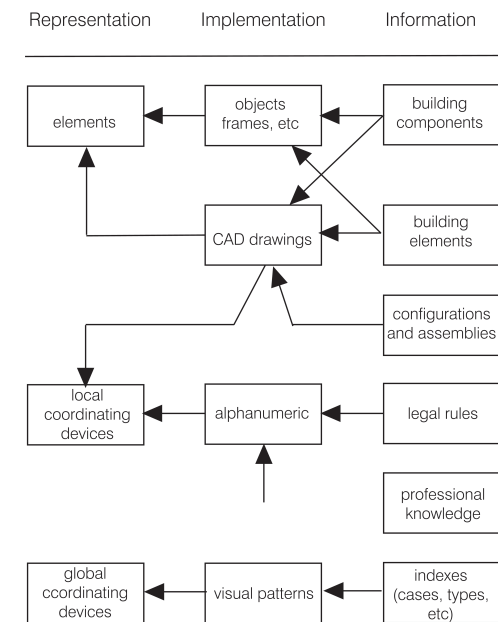 Representation Implementation Information
elements
objects
frames, etc
building
components
CAD drawings
building
elements
configurations
and assemblies
local
coordinating
devices
alphanumeric
legal rules
professional
knowledge
global
ccordinating
devices
visual patterns
indexes
(cases, types,
etc)